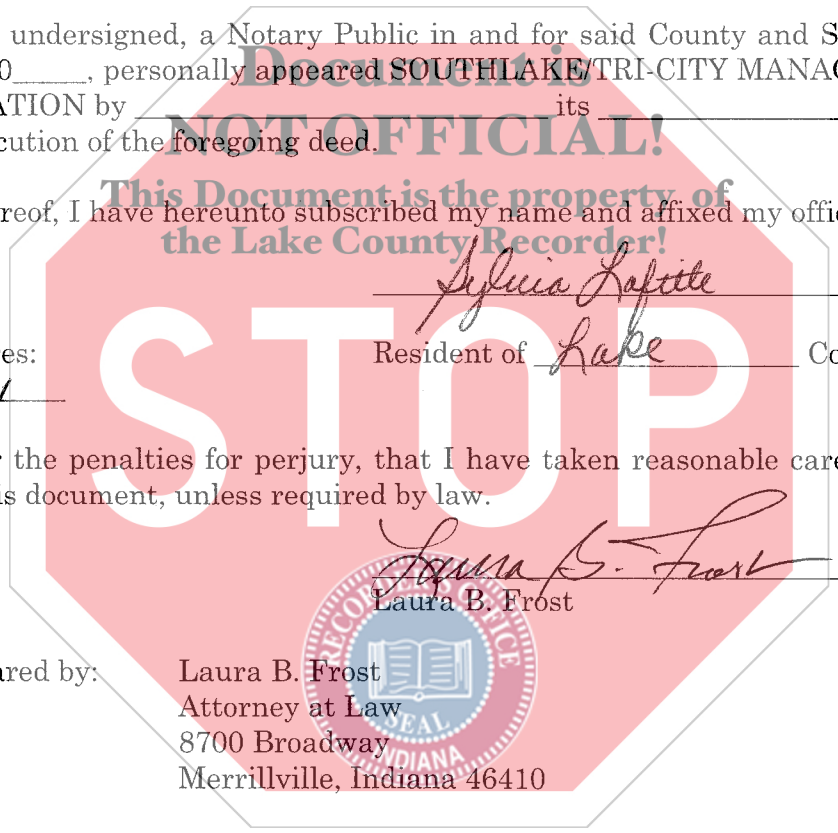 undersigned, a Notary Public in and for said County and S
0_____, personally appeared SOUTHLAKE/TRI-CITY MANAG
ATION by ______________ its ______________
cution of the foregoing deed.
Document is
NOT OFFICIAL!
This Document is the property of
the Lake County Recorder!
reof, I have hereunto subscribed my name and affixed my offi
Sylvia Lafitte
es:
Resident of Lake Co
STOP
r the penalties for perjury, that I have taken reasonable care
is document, unless required by law.
Laura B. Frost
Laura B. Frost
RECORDER'S OFFICE
SEAL
INDIANA
ared by:
Laura B. Frost
Attorney at Law
8700 Broadway
Merrillville, Indiana 46410